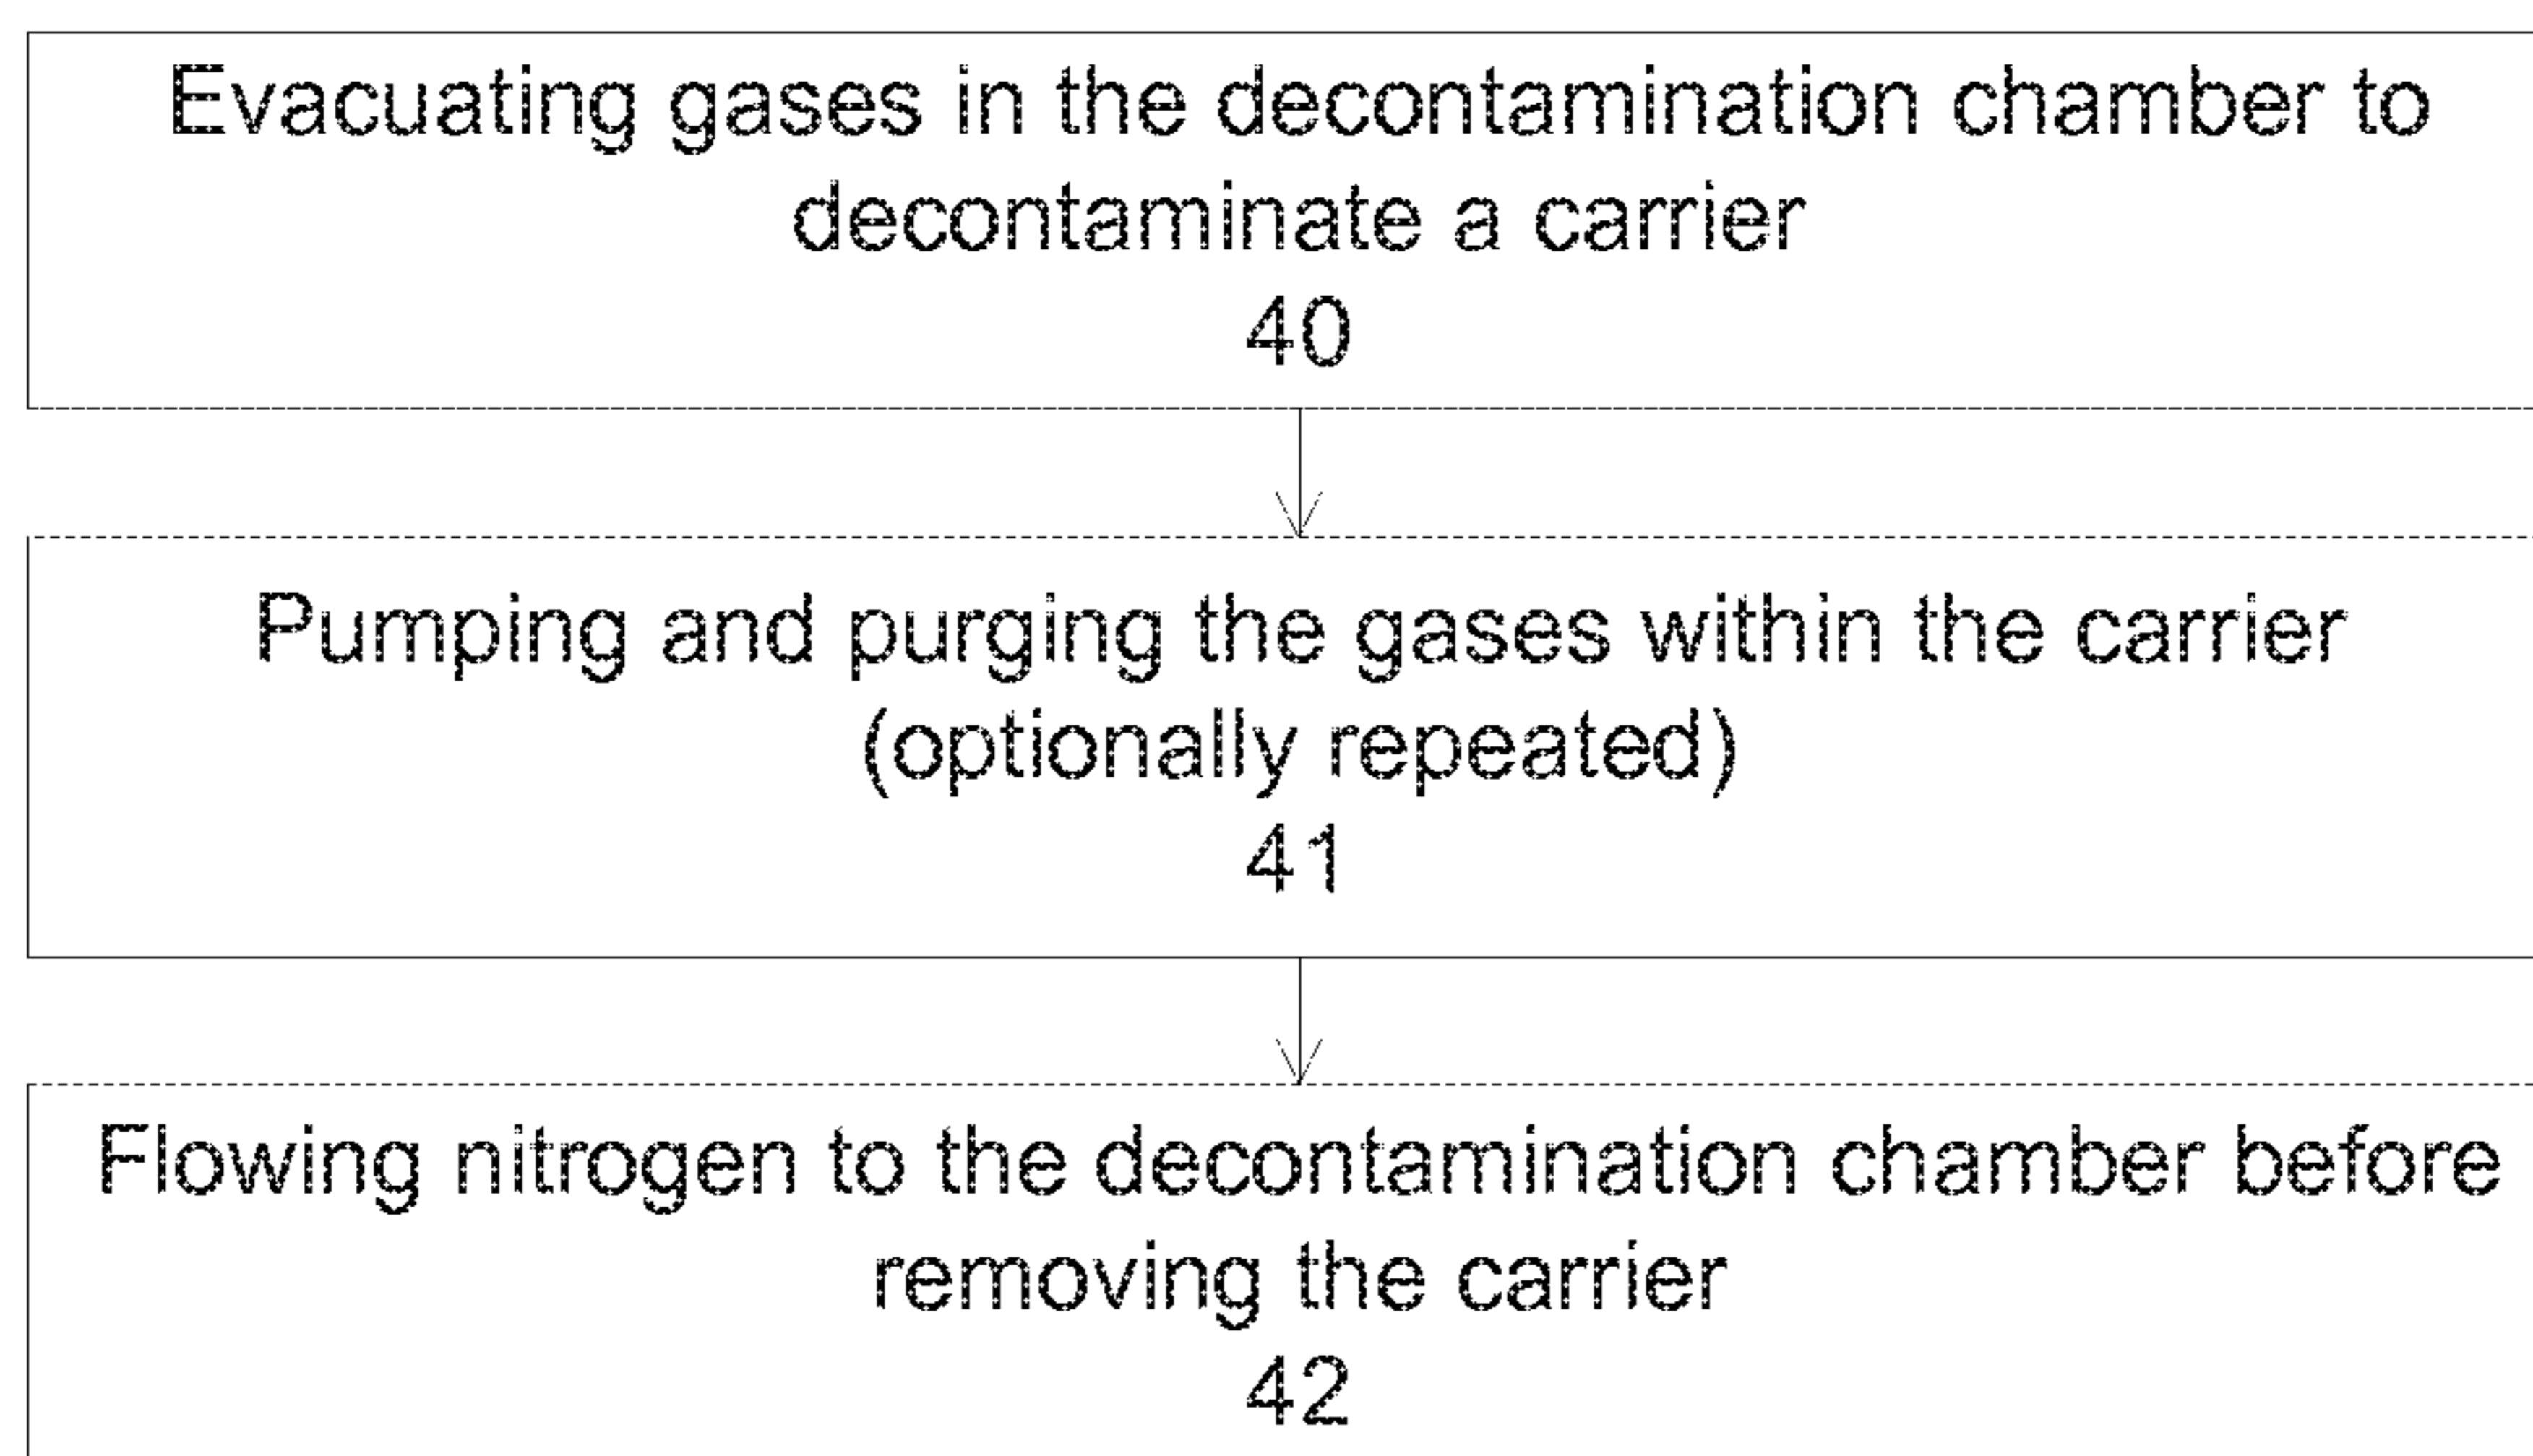 Evacuating gases in the decontamination chamber to
decontaminate a carrier
40
Pumping and purging the gases within the carrier
(optionally repeated)
41
Flowing nitrogen to the decontamination chamber before
removing the carrier
42